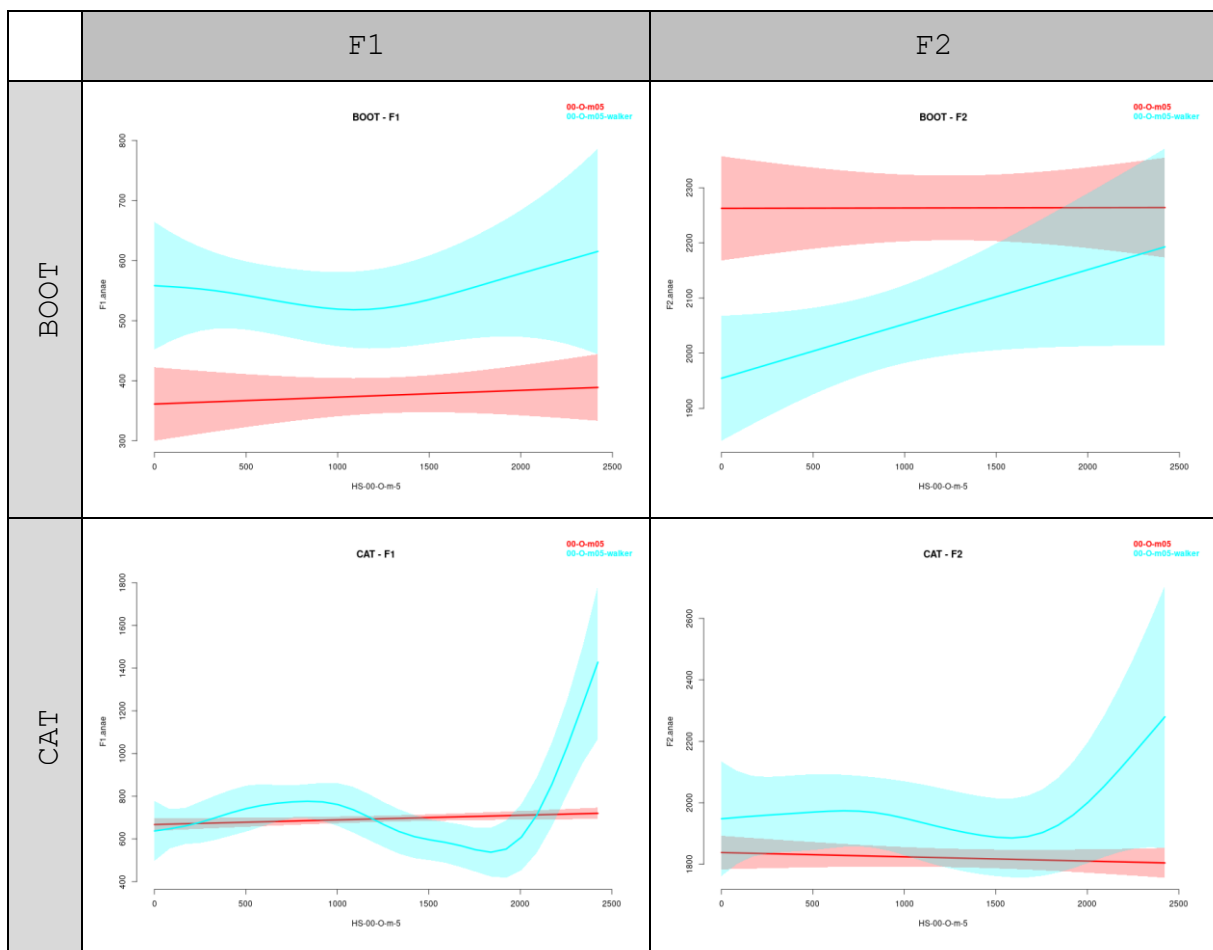 F1
F2
BOOT
00-O-m05
00-O-m05-walker
BOOT - F1
800
700
600
500
400
300
F1.anae
0 500 1000 1500 2000 2500
HS-00-O-m-5
00-O-m05
00-O-m05-walker
BOOT - F2
2300
2200
2100
2000
1900
F2.anae
0 500 1000 1500 2000 2500
HS-00-O-m-5
CAT
00-O-m05
00-O-m05-walker
CAT - F1
1800
1600
1400
1200
1000
800
600
400
F1.anae
0 500 1000 1500 2000 2500
HS-00-O-m-5
00-O-m05
00-O-m05-walker
CAT - F2
2600
2400
2200
2000
1800
F2.anae
0 500 1000 1500 2000 2500
HS-00-O-m-5